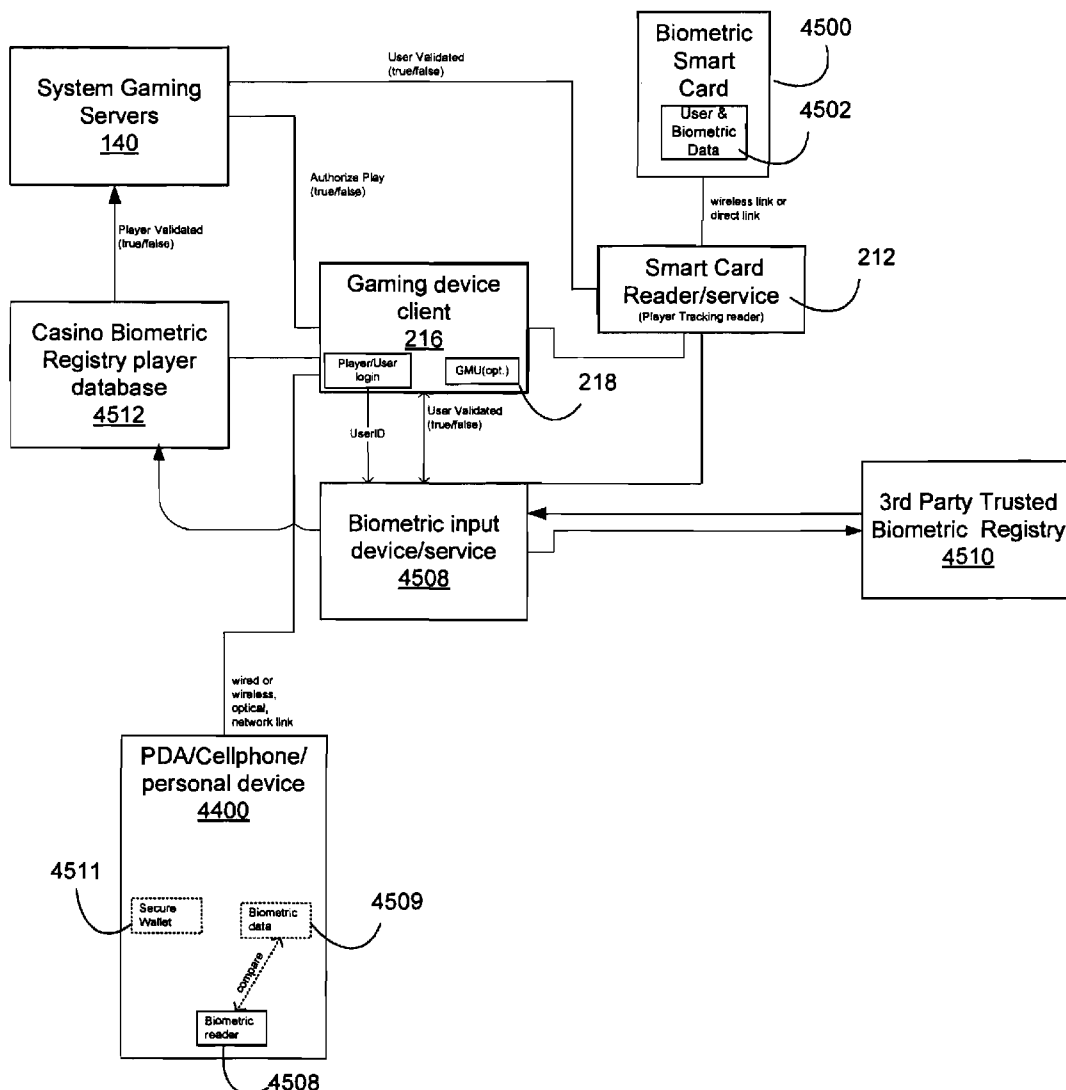 System Gaming
Servers
140
User Validated
(true/false)
Biometric
Smart
Card
4500
User &
Biometric
Data
4502
Authorize Play
(true/false)
wireless link or
direct link
Player Validated
(true/false)
Smart Card
Reader/service
(Player Tracking reader)
212
Gaming device
client
216
Player/User
login
GMU(opt.)
218
Casino Biometric
Registry player
database
4512
UserID
User Validated
(true/false)
Biometric input
device/service
4508
3rd Party Trusted
Biometric Registry
4510
wired or
wireless,
optical,
network link
PDA/Cellphone/
personal device
4400
4511
Secure
Wallet
Biometric
data
4509
compare
Biometric
reader
4508